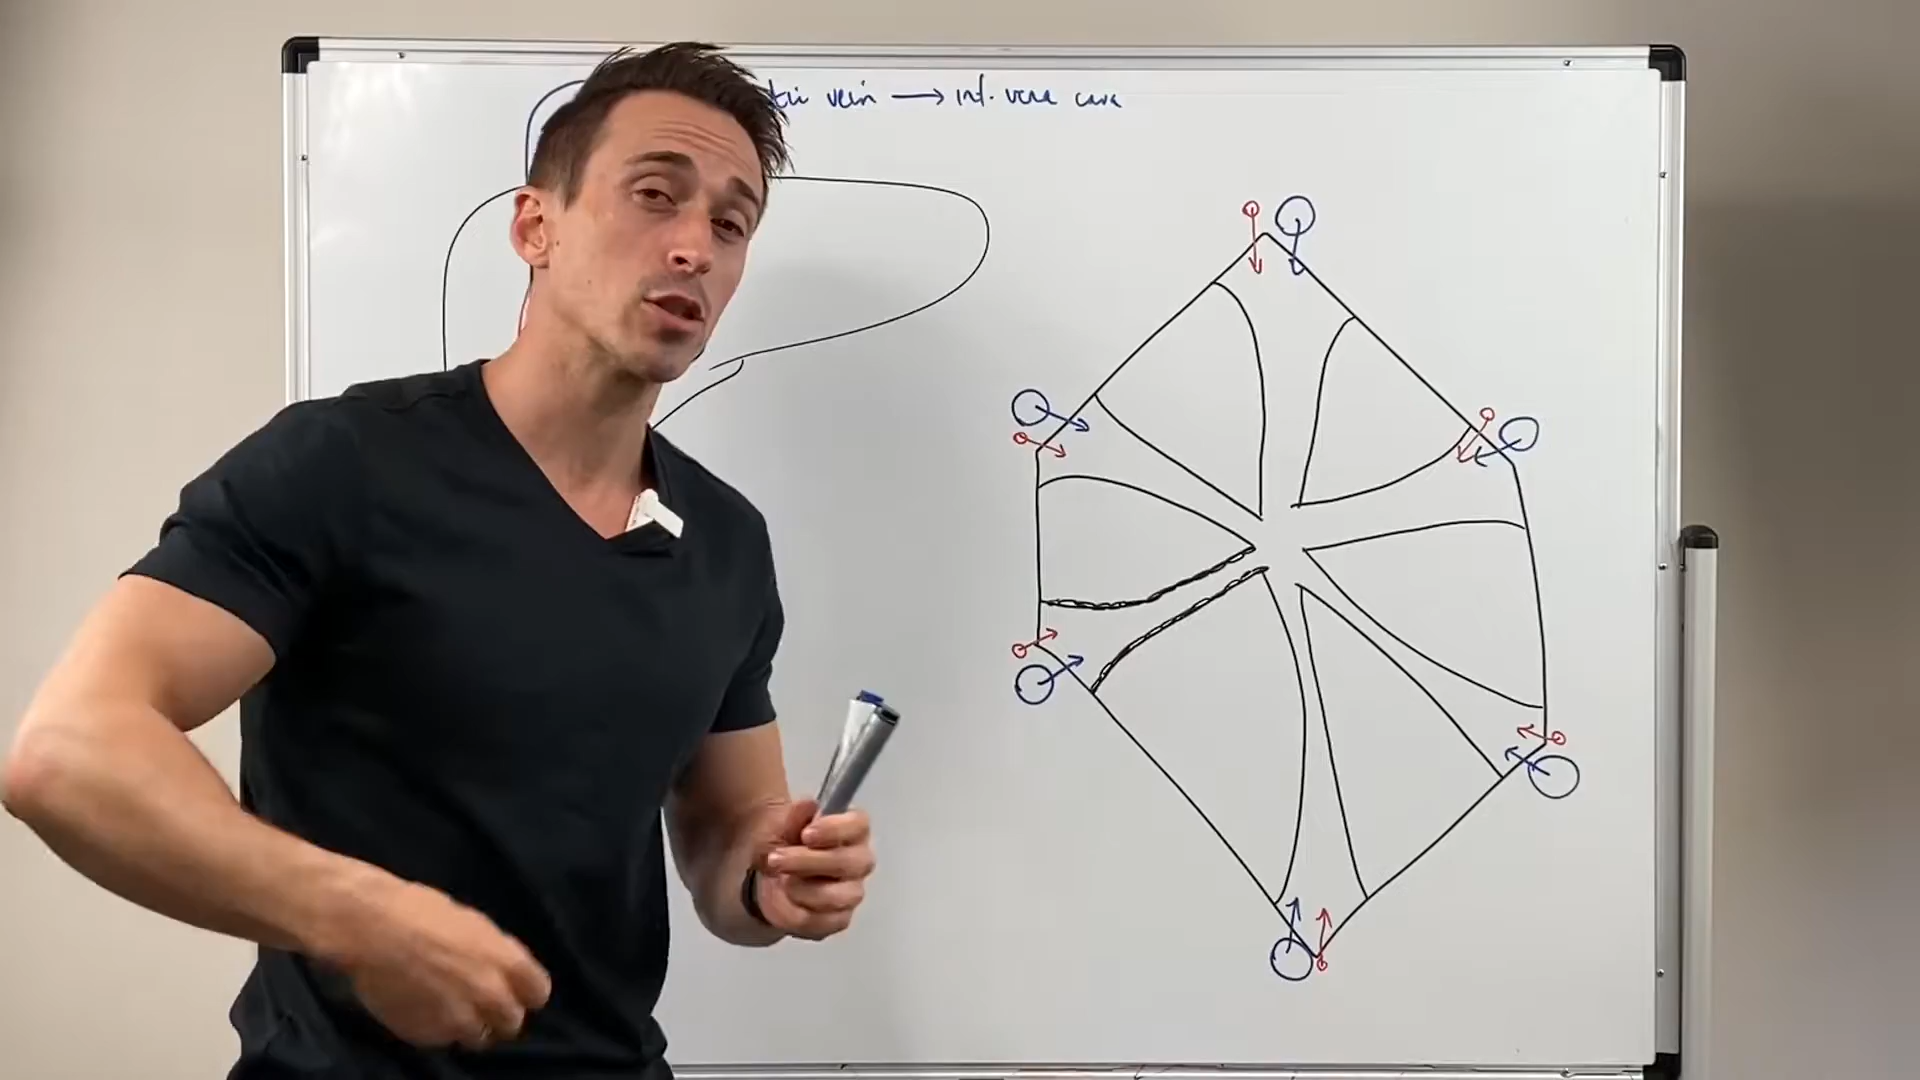 vein → inf. vena cava